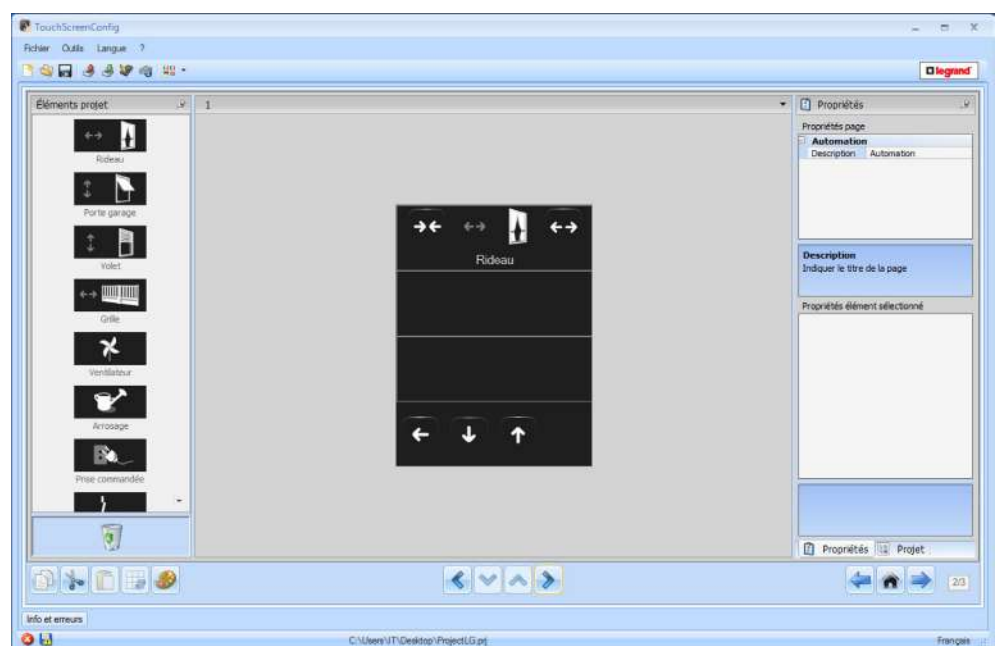 TouchScreenConfig
Fichier Outils Langue ?
legrand
Éléments projet
1
Propriétés
Rideau
Porte garage
Volet
Grille
Ventilateur
Arrosage
Prise commandée
Rideau
Propriétés page
Automation
Description Automation
Description
Indiquer le titre de la page
Propriétés élément sélectionné
Propriétés Projet
2/3
Info et erreurs
C:\Users\IT\Desktop\ProjectLG.prj
Français